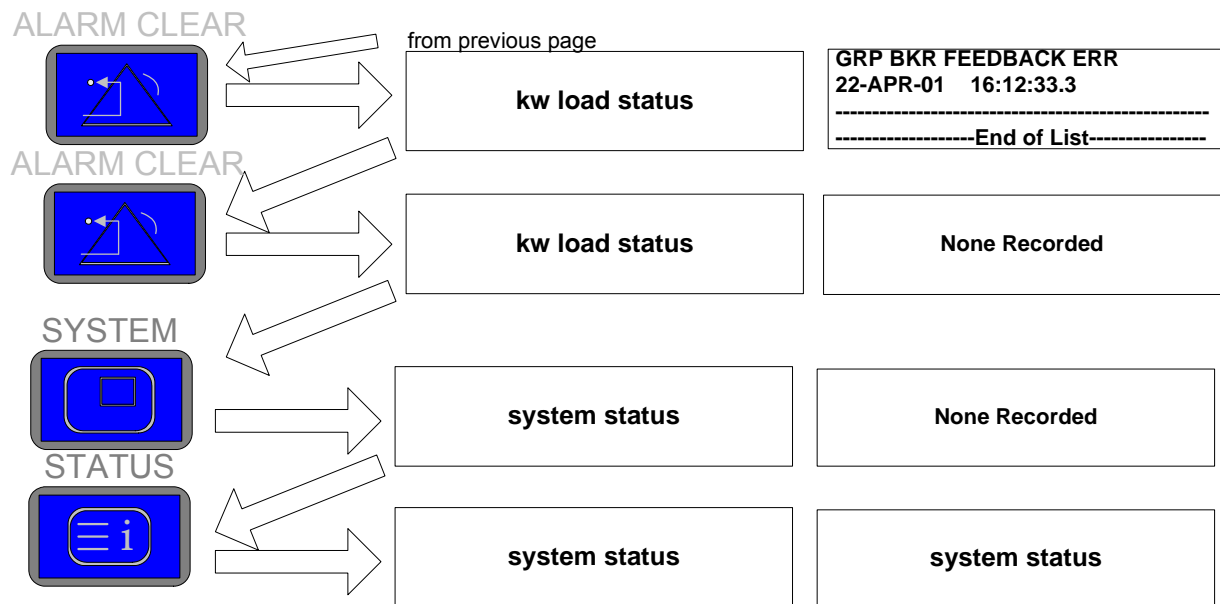 ALARM CLEAR
from previous page
kw load status
GRP BKR FEEDBACK ERR
22-APR-01 16:12:33.3
---------------------------------------------------
-------------------End of List----------------
ALARM CLEAR
kw load status
None Recorded
SYSTEM
system status
None Recorded
STATUS
i
system status
system status